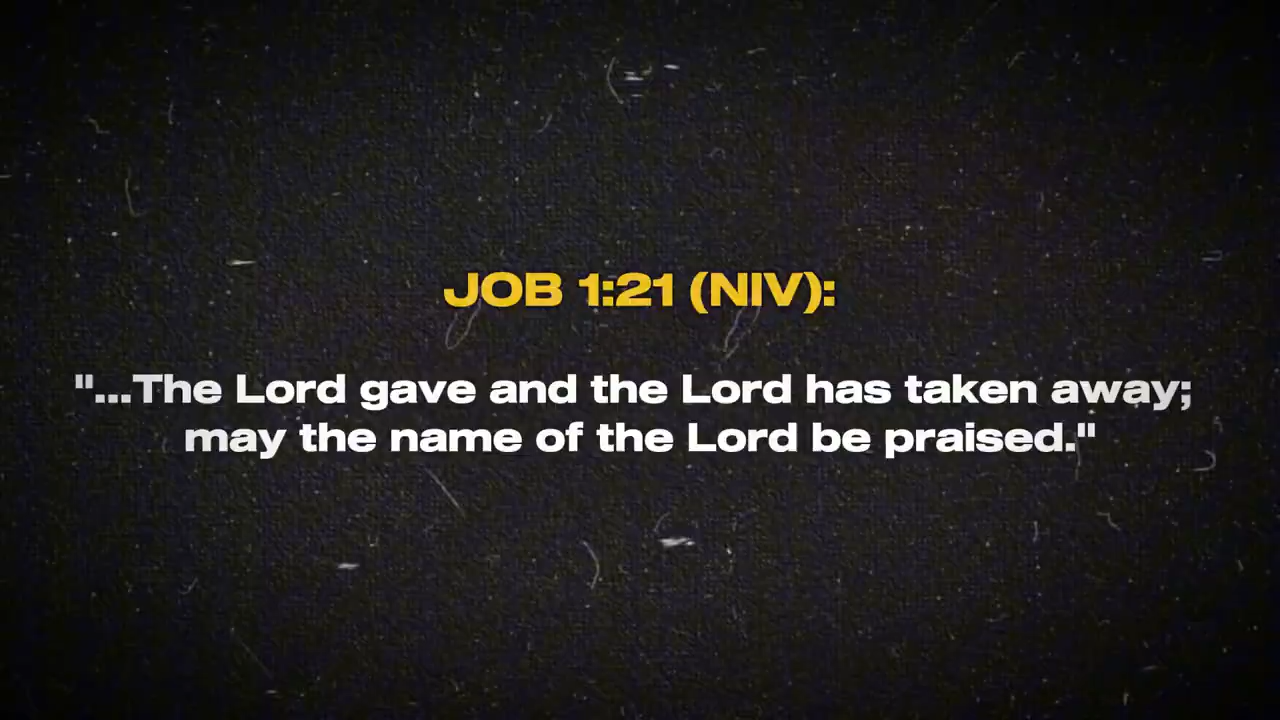 JOB 1:21 (NIV):
"...The Lord gave and the Lord has taken away;
may the name of the Lord be praised."